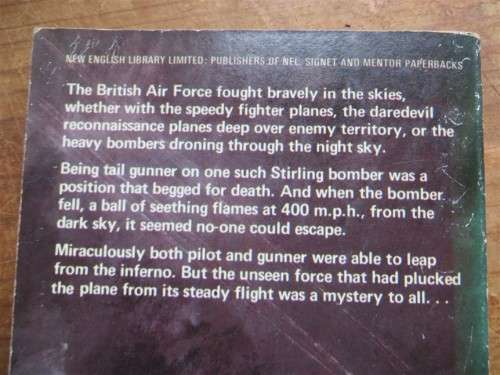 NEW ENGLISH LIBRARY LIMITED: PUBLISHERS OF NEL, SIGNET AND MENTOR PAPERBACKS
The British Air Force fought bravely in the skies,
whether with the speedy fighter planes, the daredevil
reconnaissance planes deep over enemy territory, or the
heavy bombers droning through the night sky.
Being tail gunner on one such Stirling bomber was a
position that begged for death. And when the bomber
fell, a ball of seething flames at 400 m.p.h., from the
dark sky, it seemed no-one could escape.
Miraculously both pilot and gunner were able to leap
from the inferno. But the unseen force that had plucked
the plane from its steady flight was a mystery to all. . .